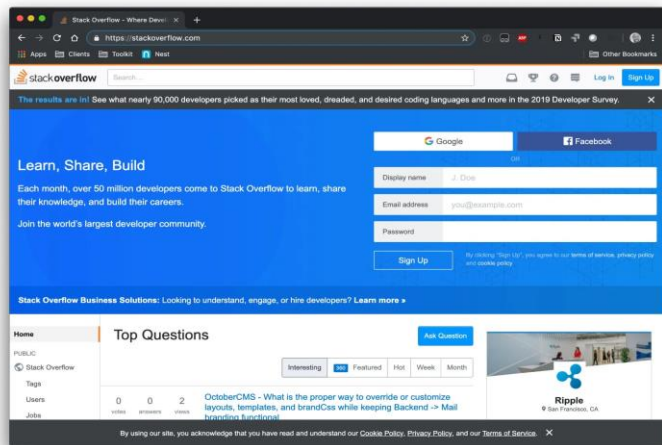 Stack Overflow - Where Devel
https://stackoverflow.com
Apps Clients Toolkit Nest Other Bookmarks
stackoverflow Search... Log In Sign Up
The results are in! See what nearly 90,000 developers picked as their most loved, dreaded, and desired coding languages and more in the 2019 Developer Survey.
Google Facebook
OR
Learn, Share, Build
Each month, over 50 million developers come to Stack Overflow to learn, share
their knowledge, and build their careers.
Join the world's largest developer community.
Display name J. Doe
Email address you@example.com
Password
Sign Up
By clicking "Sign Up", you agree to our terms of service, privacy policy
and cookie policy
Stack Overflow Business Solutions: Looking to understand, engage, or hire developers? Learn more »
Home
PUBLIC
Stack Overflow
Tags
Users
Jobs
Top Questions Ask Question
Interesting 360 Featured Hot Week Month
0 0 2
votes answers views
OctoberCMS - What is the proper way to override or customize
layouts, templates, and brandCss while keeping Backend -> Mail
branding functional
Ripple
San Francisco, CA
By using our site, you acknowledge that you have read and understand our Cookie Policy, Privacy Policy, and our Terms of Service.